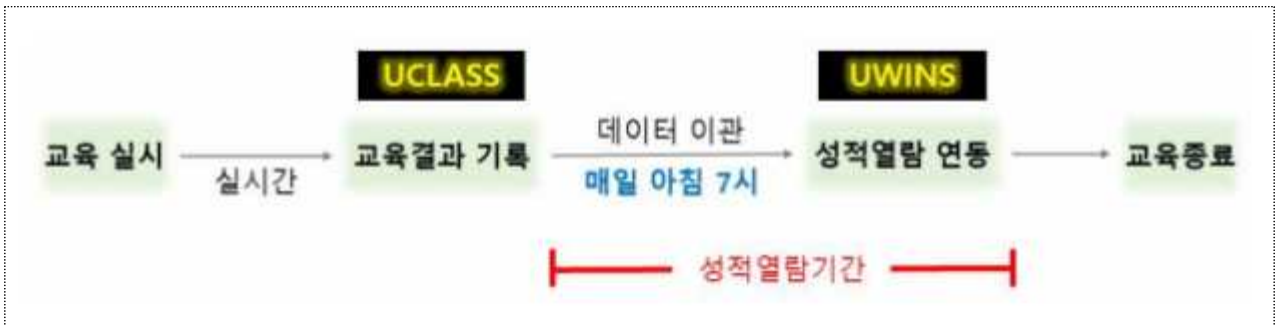 UCLASS
UWINS
교육 실시
실시간
교육결과 기록
데이터 이관
매일 아침 7시
성적열람 연동
교육종료
성적열람기간